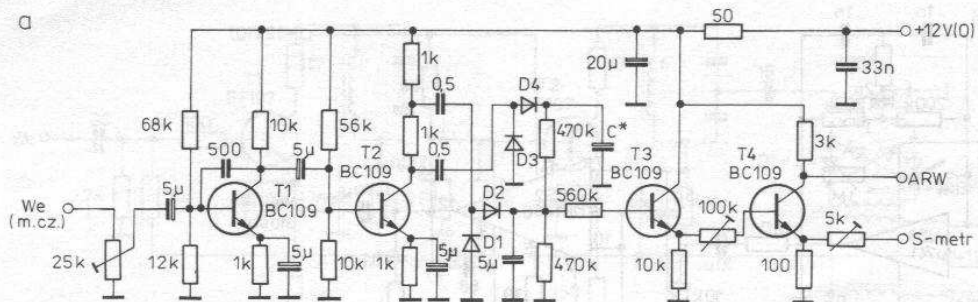 a
50
+12V(0)
1k
20µ
33n
0,5
D4
68k
10k
56k
1k
470k
C*
3k
500
5µ
T2
BC109
0,5
D3
T3
BC109
T4
BC109
5µ
T1
BC109
D2
560k
ARW
We
(m.cz.)
100k
5k
S-metr
25k
12k
1k
5µ
10k
1k
5µ
D1
5µ
470k
10k
100